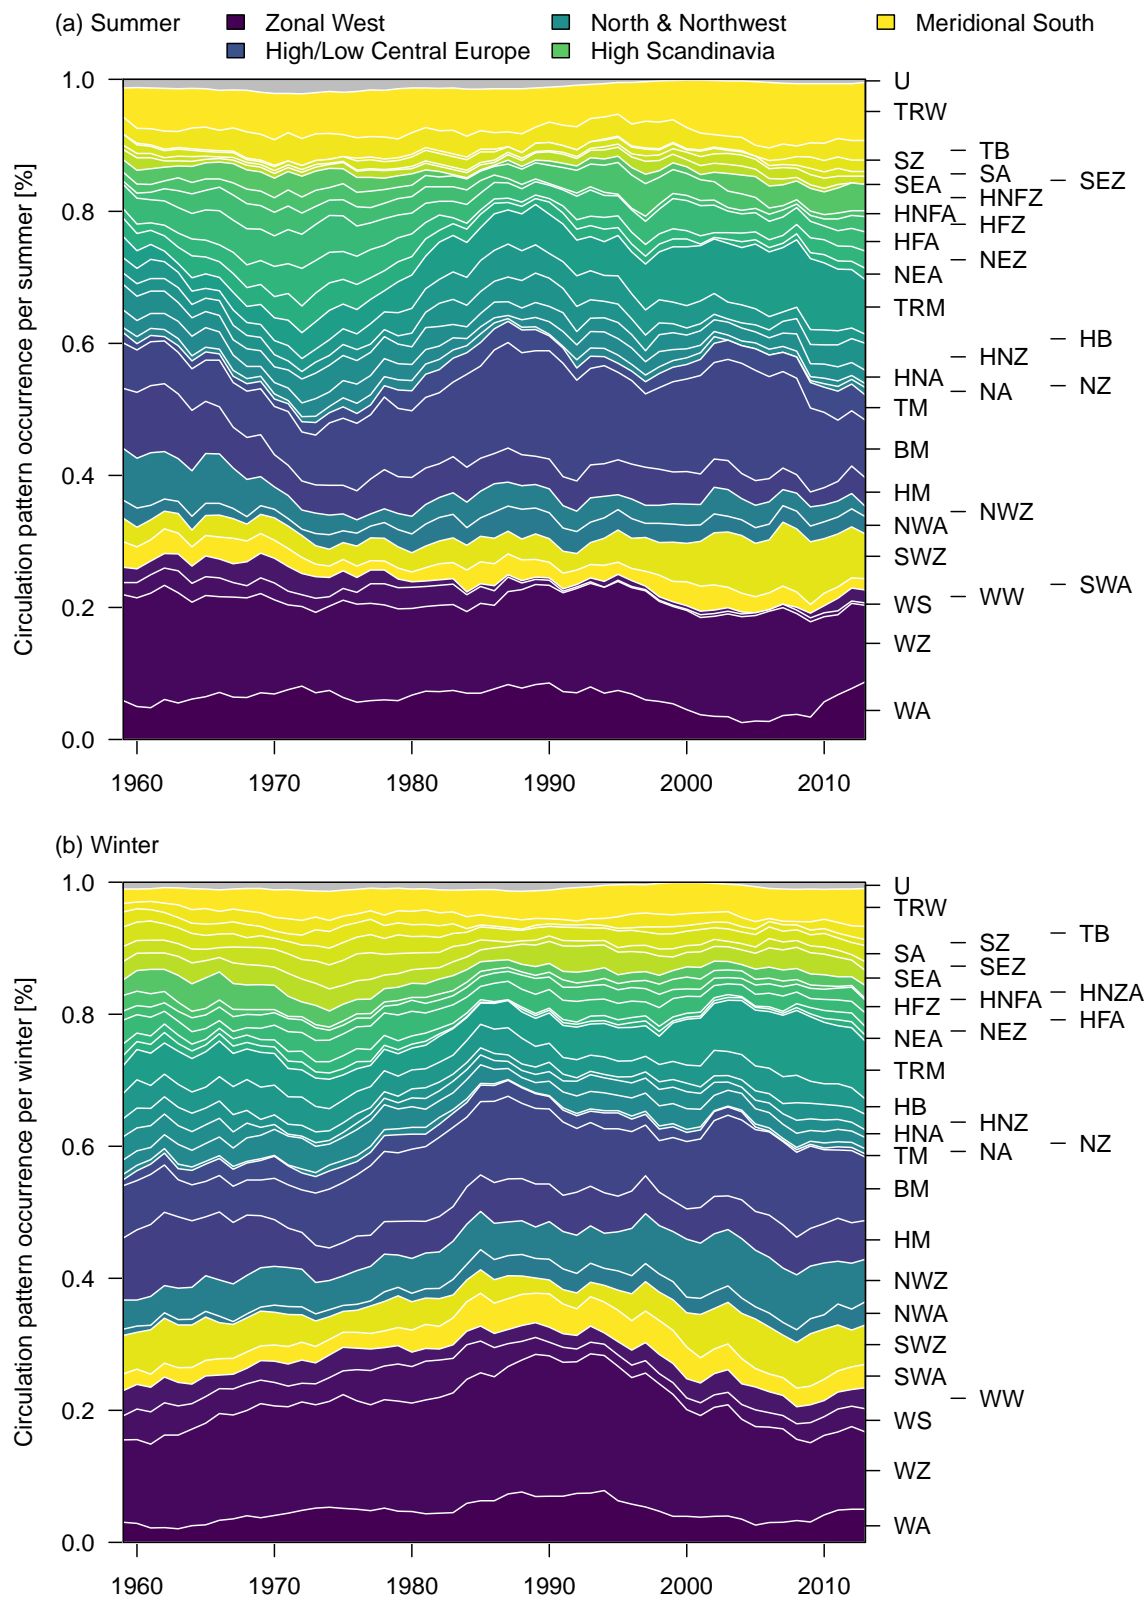 (a) Summer
Zonal West
North & Northwest
Meridional South
High/Low Central Europe
High Scandinavia
Circulation pattern occurrence per summer [%]
1.0
0.8
0.6
0.4
0.2
0.0
1960 1970 1980 1990 2000 2010
U
TRW
TB
SZ
SA
SEZ
SEA
HNFZ
HNFA
HFZ
HFA
NEZ
NEA
TRM
HB
HNZ
HNA
NA
NZ
TM
BM
HM
NWZ
NWA
SWZ
SWA
WW
WS
WZ
WA
(b) Winter
Circulation pattern occurrence per winter [%]
1.0
0.8
0.6
0.4
0.2
0.0
1960 1970 1980 1990 2000 2010
U
TRW
TB
SZ
SA
SEZ
SEA
HNZA
HNFA
HFZ
HFA
NEZ
NEA
TRM
HB
HNZ
HNA
NZ
NA
TM
BM
HM
NWZ
NWA
SWZ
SWA
WW
WS
WZ
WA